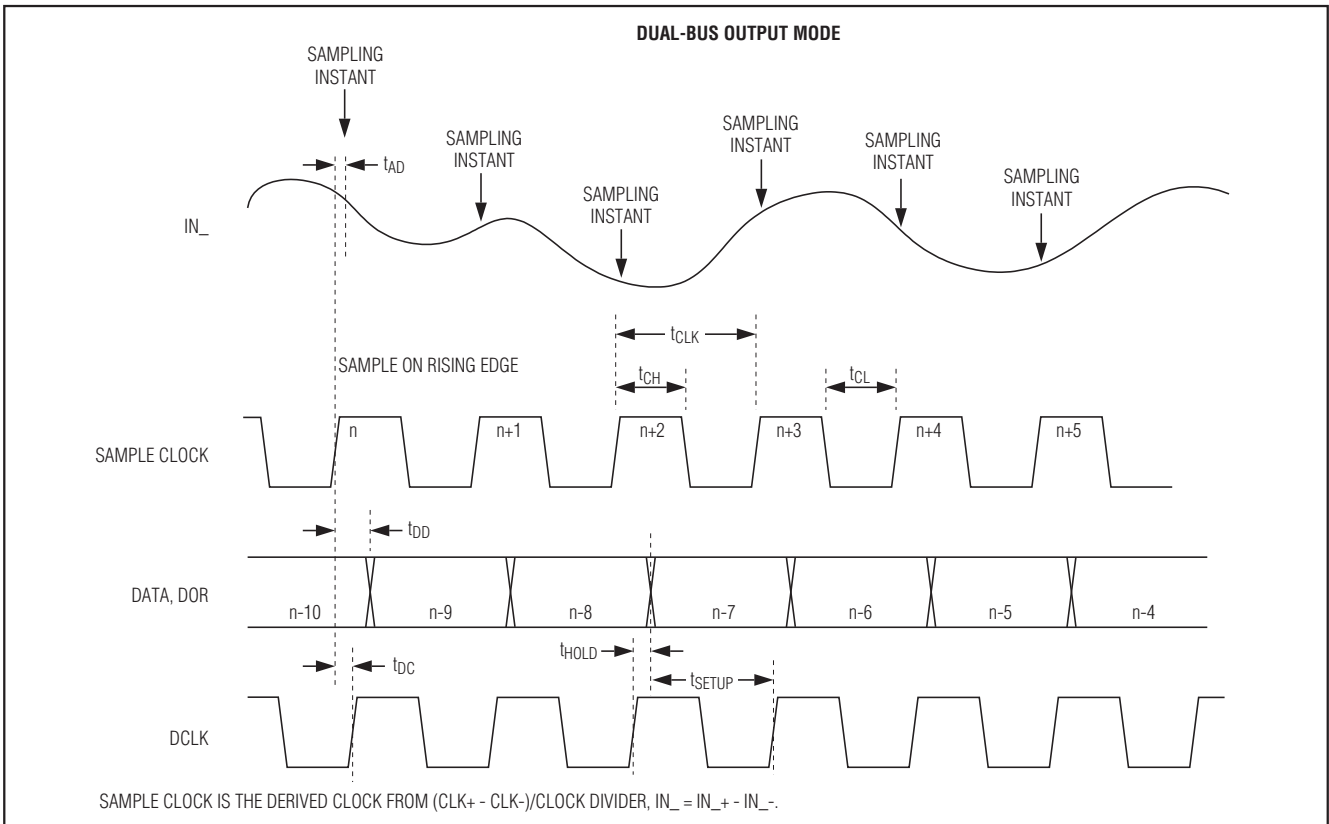 DUAL-BUS OUTPUT MODE
SAMPLING
INSTANT
SAMPLING
INSTANT
SAMPLING
INSTANT
SAMPLING
INSTANT
SAMPLING
INSTANT
SAMPLING
INSTANT
tAD
IN_
tCLK
SAMPLE ON RISING EDGE
tCH
tCL
SAMPLE CLOCK
n
n+1
n+2
n+3
n+4
n+5
tDD
DATA, DOR
n-10
n-9
n-8
n-7
n-6
n-5
n-4
tDC
tHOLD
tSETUP
DCLK
SAMPLE CLOCK IS THE DERIVED CLOCK FROM (CLK+ - CLK-)/CLOCK DIVIDER, IN_ = IN_+ - IN_-.